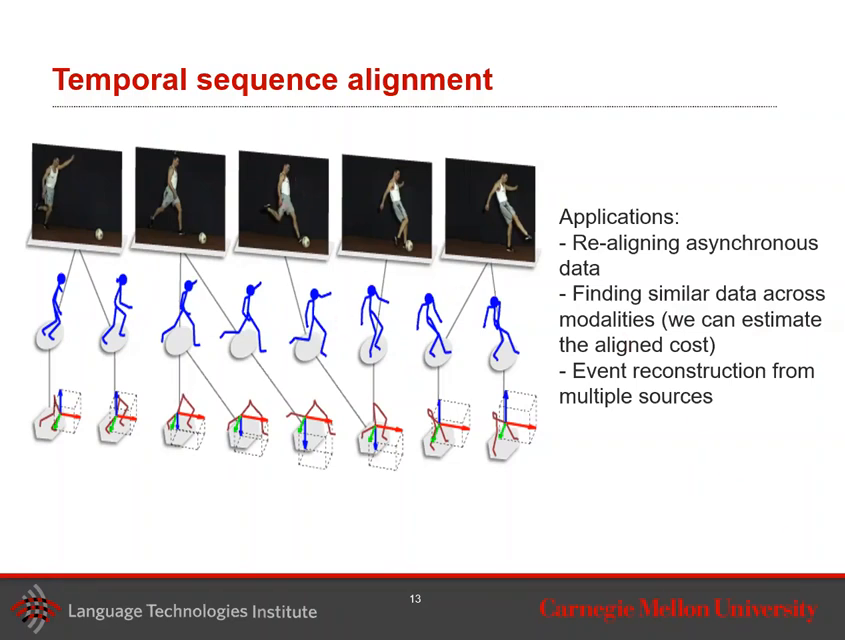 Temporal sequence alignment
Applications:
- Re-aligning asynchronous
data
- Finding similar data across
modalities (we can estimate
the aligned cost)
- Event reconstruction from
multiple sources
13
Language Technologies Institute
Carnegie Mellon University